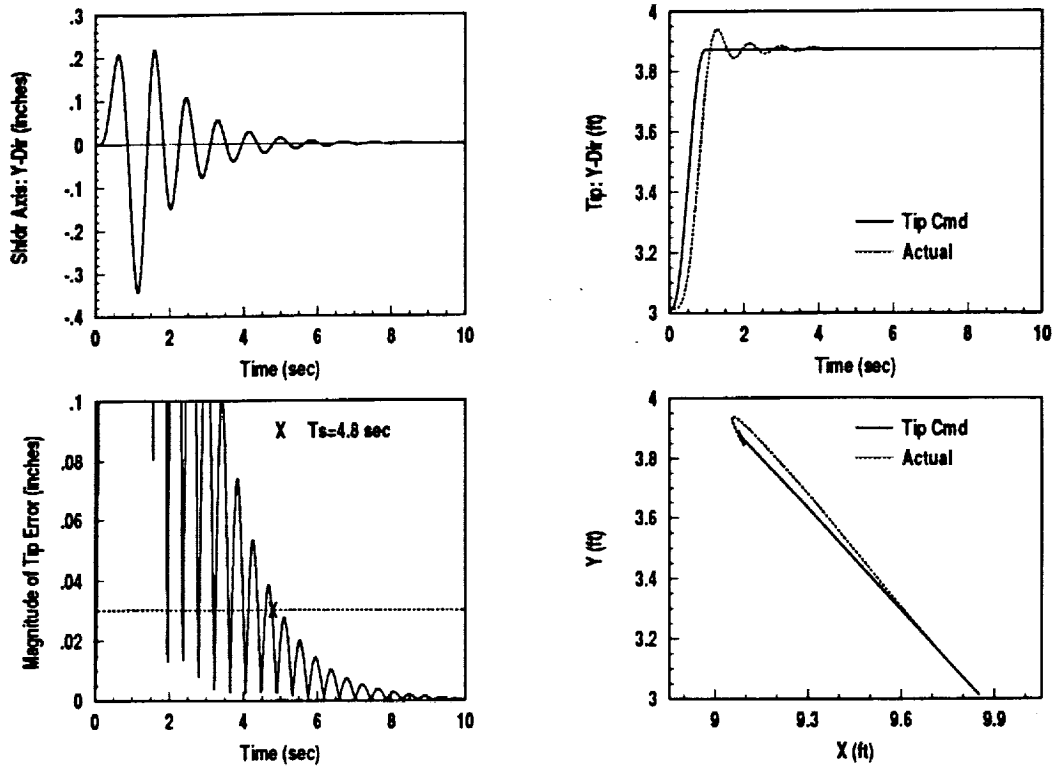 .3
.2
.1
0
-.1
-.2
-.3
-.4
0 2 4 6 8 10
Time (sec)
Shldr Axis: Y-Dir (inches)
4
3.8
3.6
3.4
3.2
3
0 2 4 6 8 10
Time (sec)
Tip: Y-Dir (ft)
Tip Cmd
Actual
.1
.08
.06
.04
.02
0
0 2 4 6 8 10
Time (sec)
Magnitude of Tip Error (inches)
X Ts=4.8 sec
X
4
3.8
3.6
3.4
3.2
3
9 9.3 9.6 9.9
X (ft)
Y (ft)
Tip Cmd
Actual